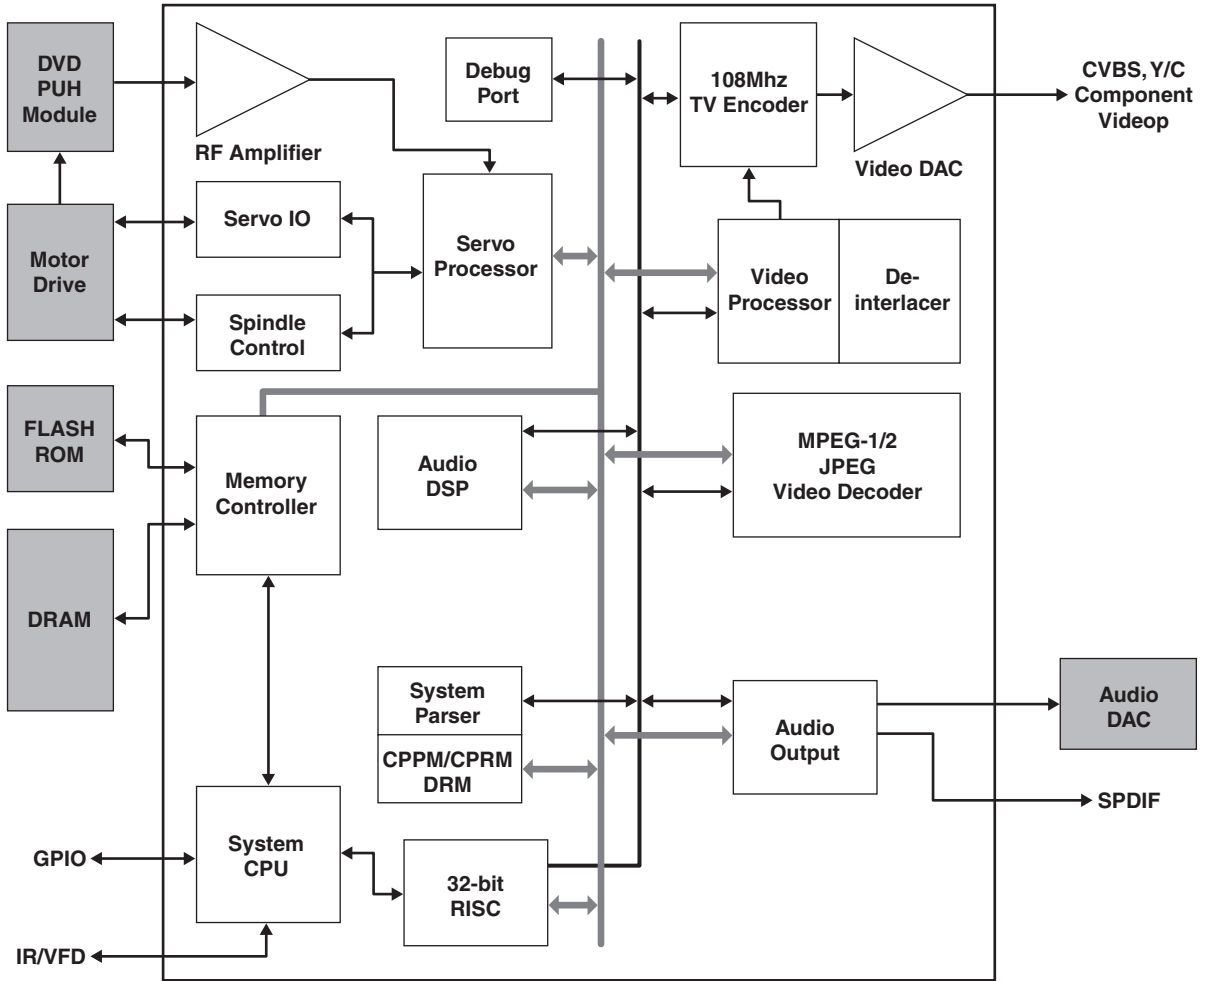 DVD
PUH
Module
RF Amplifier
Debug
Port
108Mhz
TV Encoder
Video DAC
CVBS, Y/C
Component
Videop
Motor
Drive
Servo IO
Spindle
Control
Servo
Processor
Video
Processor
De-
interlacer
FLASH
ROM
Memory
Controller
Audio
DSP
MPEG-1/2
JPEG
Video Decoder
DRAM
System
Parser
CPPM/CPRM
DRM
Audio
Output
Audio
DAC
SPDIF
GPIO
System
CPU
32-bit
RISC
IR/VFD